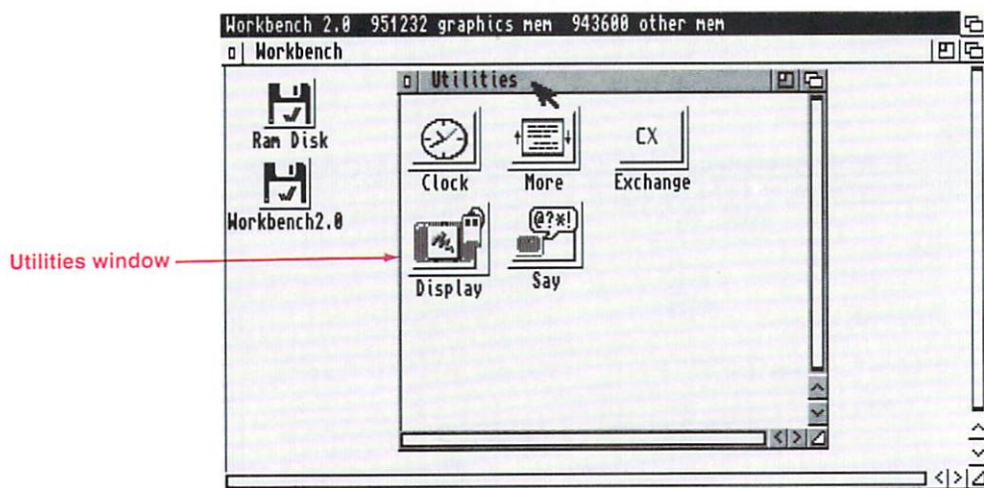 Workbench 2.0 951232 graphics mem 943600 other mem
Workbench
Utilities
Ram Disk
Workbench2.0
Clock
More
CX
Exchange
@?*!
Display
Say
Utilities window